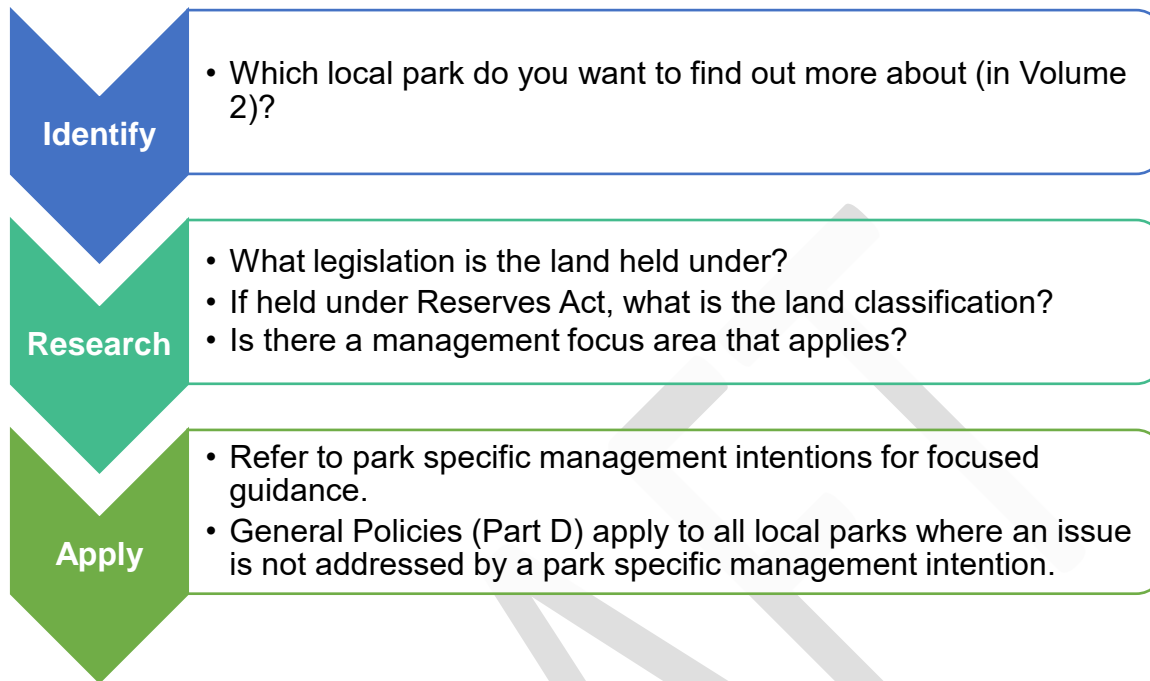 Identify
• Which local park do you want to find out more about (in Volume
2)?
Research
• What legislation is the land held under?
• If held under Reserves Act, what is the land classification?
• Is there a management focus area that applies?
Apply
• Refer to park specific management intentions for focused
guidance.
• General Policies (Part D) apply to all local parks where an issue
is not addressed by a park specific management intention.